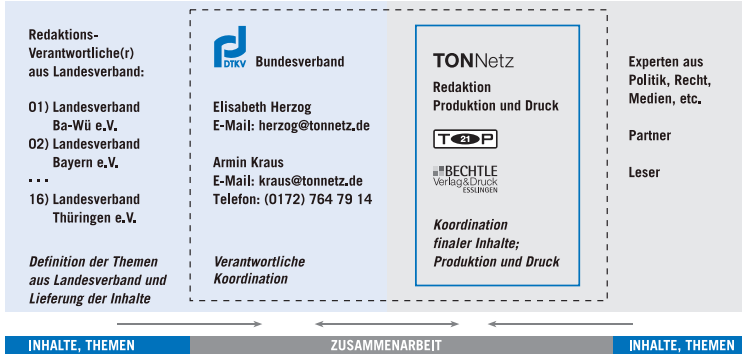 Redaktions-
Verantwortliche(r)
aus Landesverband:
01) Landesverband
Ba-Wü e.V.
02) Landesverband
Bayern e.V.
...
16) Landesverband
Thüringen e.V.
Definition der Themen
aus Landesverband und
Lieferung der Inhalte
DTKV
Bundesverband
Elisabeth Herzog
E-Mail: herzog@tonnetz.de
Armin Kraus
E-Mail: kraus@tonnetz.de
Telefon: (0172) 764 79 14
Verantwortliche
Koordination
TONNetz
Redaktion
Produktion und Druck
TOP 21
BECHTLE
Verlag&Druck
ESSLINGEN
Koordination
finaler Inhalte;
Produktion und Druck
Experten aus
Politik, Recht,
Medien, etc.
Partner
Leser
INHALTE, THEMEN
ZUSAMMENARBEIT
INHALTE, THEMEN